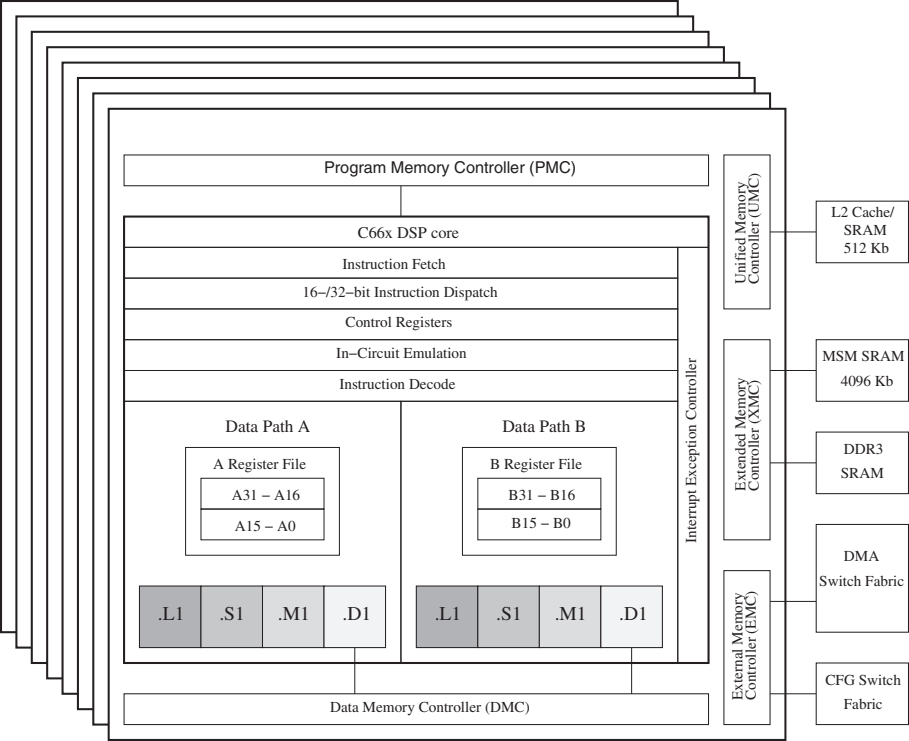 Program Memory Controller (PMC)
C66x DSP core
Instruction Fetch
16−/32−bit Instruction Dispatch
Control Registers
In−Circuit Emulation
Instruction Decode
Data Path A
A Register File
A31 − A16
A15 − A0
.L1
.S1
.M1
.D1
Data Path B
B Register File
B31 − B16
B15 − B0
.L1
.S1
.M1
.D1
Interrupt Exception Controller
Data Memory Controller (DMC)
Unified Memory
Controller (UMC)
Extended Memory
Controller (XMC)
External Memory
Controller (EMC)
L2 Cache/
SRAM
512 Kb
MSM SRAM
4096 Kb
DDR3
SRAM
DMA
Switch Fabric
CFG Switch
Fabric